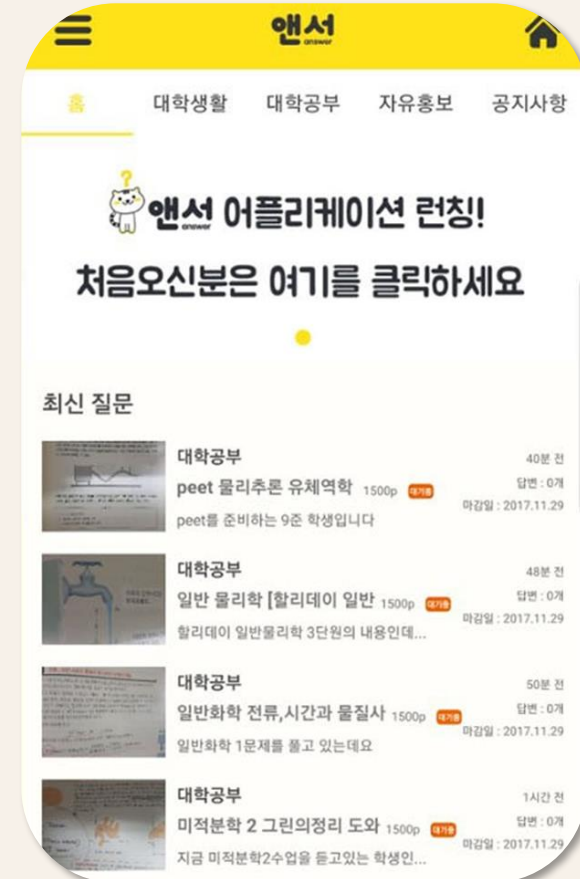 앤서
answer
홈 대학생활 대학공부 자유홍보 공지사항
?
앤서 어플리케이션 런칭!
answer
처음오신분은 여기를 클릭하세요
최신 질문
대학공부
40분 전
peet 물리추론 유체역학 1500p 대기중
답변 : 0개
마감일 : 2017.11.29
peet를 준비하는 9준 학생입니다
대학공부
48분 전
일반 물리학 [할리데이 일반 1500p 대기중
답변 : 0개
마감일 : 2017.11.29
할리데이 일반물리학 3단원의 내용인데...
대학공부
50분 전
일반화학 전류,시간과 물질사 1500p 대기중
답변 : 0개
마감일 : 2017.11.29
일반화학 1문제를 풀고 있는데요
대학공부
1시간 전
미적분학 2 그린의정리 도와 1500p 대기중
답변 : 0개
마감일 : 2017.11.29
지금 미적분학2수업을 듣고있는 학생인...